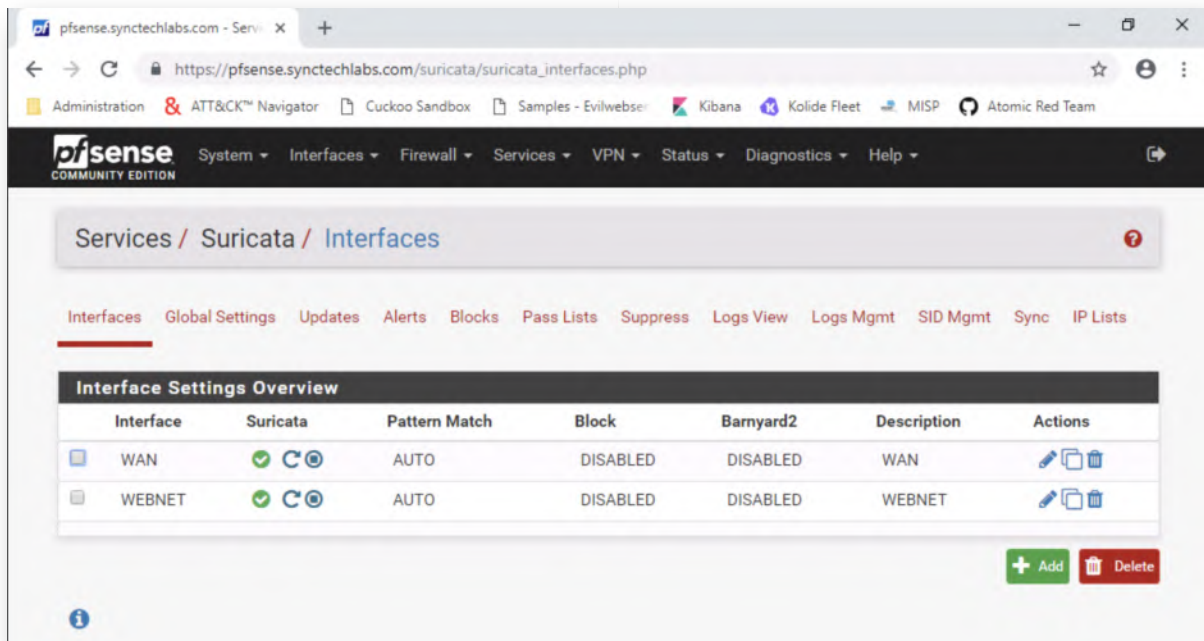 pfsense.synctechlabs.com - Serv
https://pfsense.synctechlabs.com/suricata/suricata_interfaces.php
Administration ATT&CK™ Navigator Cuckoo Sandbox Samples - Evilwebser Kibana Kolide Fleet MISP Atomic Red Team
pfsense System Interfaces Firewall Services VPN Status Diagnostics Help
COMMUNITY EDITION
Services / Suricata / Interfaces
Interfaces Global Settings Updates Alerts Blocks Pass Lists Suppress Logs View Logs Mgmt SID Mgmt Sync IP Lists
Interface Settings Overview
Interface Suricata Pattern Match Block Barnyard2 Description Actions
WAN AUTO DISABLED DISABLED WAN
WEBNET AUTO DISABLED DISABLED WEBNET
Add Delete